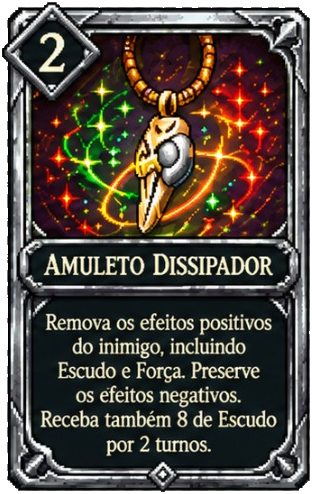 2
AMULETO DISSIPADOR
Remova os efeitos positivos
do inimigo, incluindo
Escudo e Força. Preserve
os efeitos negativos.
Receba também 8 de Escudo
por 2 turnos.